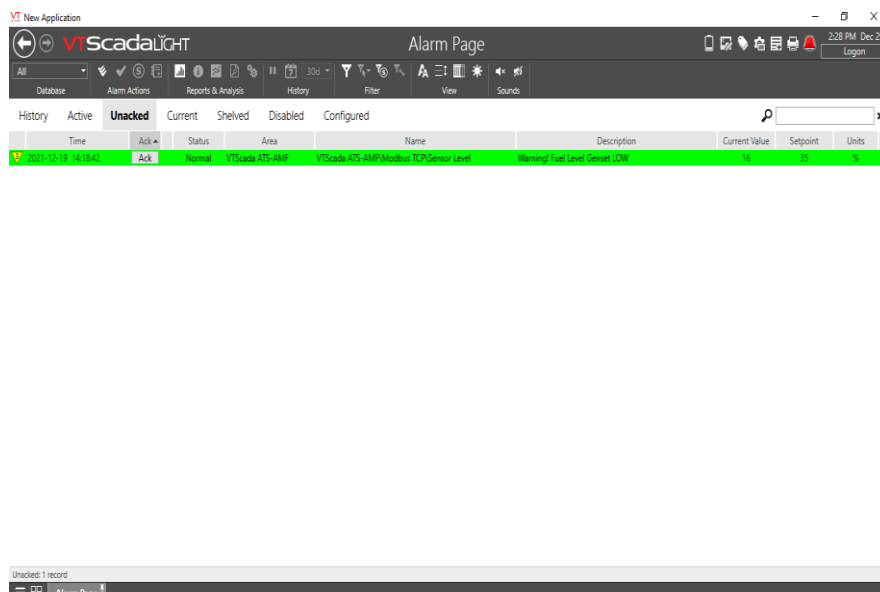 VT New Application
VTScadaLIGHT Alarm Page 2:28 PM Dec 2
Logon
All 30d
Database Alarm Actions Reports & Analysis History Filter View Sounds
History Active Unacked Current Shelved Disabled Configured
Time Ack Status Area Name Description Current Value Setpoint Units
2021-12-19 14:18:42 Ack Normal VTScada ATS-AMF VTScada ATS-AMF\Modbus TCP\Sensor Level Warning! Fuel Level Genset LOW 16 35 %
Unacked: 1 record
Alarm Page